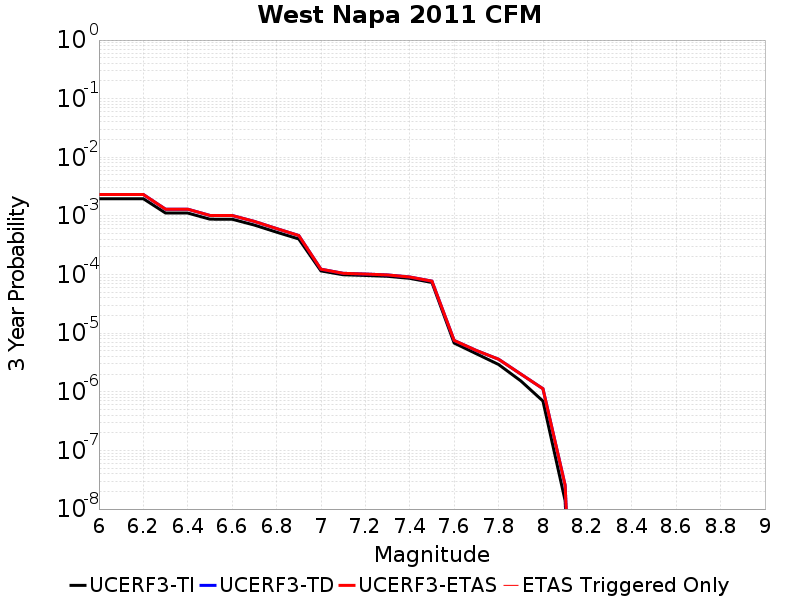 West Napa 2011 CFM
10^0
10^-1
10^-2
10^-3
10^-4
10^-5
10^-6
10^-7
10^-8
3 Year Probability
6 6.2 6.4 6.6 6.8 7 7.2 7.4 7.6 7.8 8 8.2 8.4 8.6 8.8 9
Magnitude
UCERF3-TI UCERF3-TD UCERF3-ETAS ETAS Triggered Only